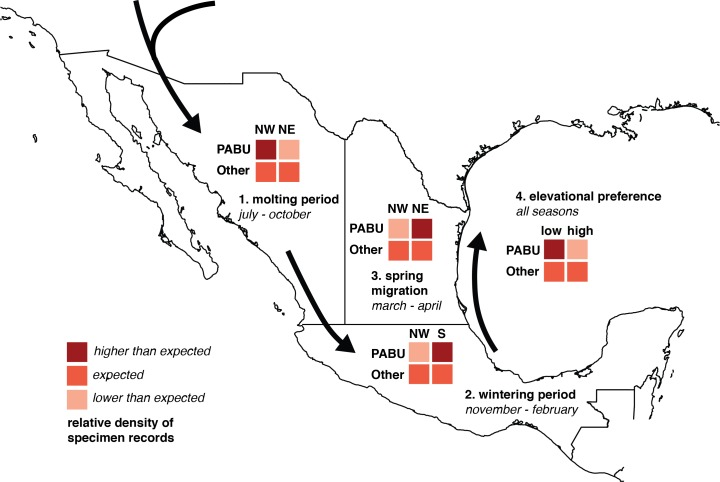 NW NE
PABU
Other
1. molting period
july - october
NW NE
PABU
Other
3. spring
migration
march - april
4. elevational preference
all seasons
low high
PABU
Other
NW S
PABU
Other
2. wintering period
november - february
higher than expected
expected
lower than expected
relative density of
specimen records